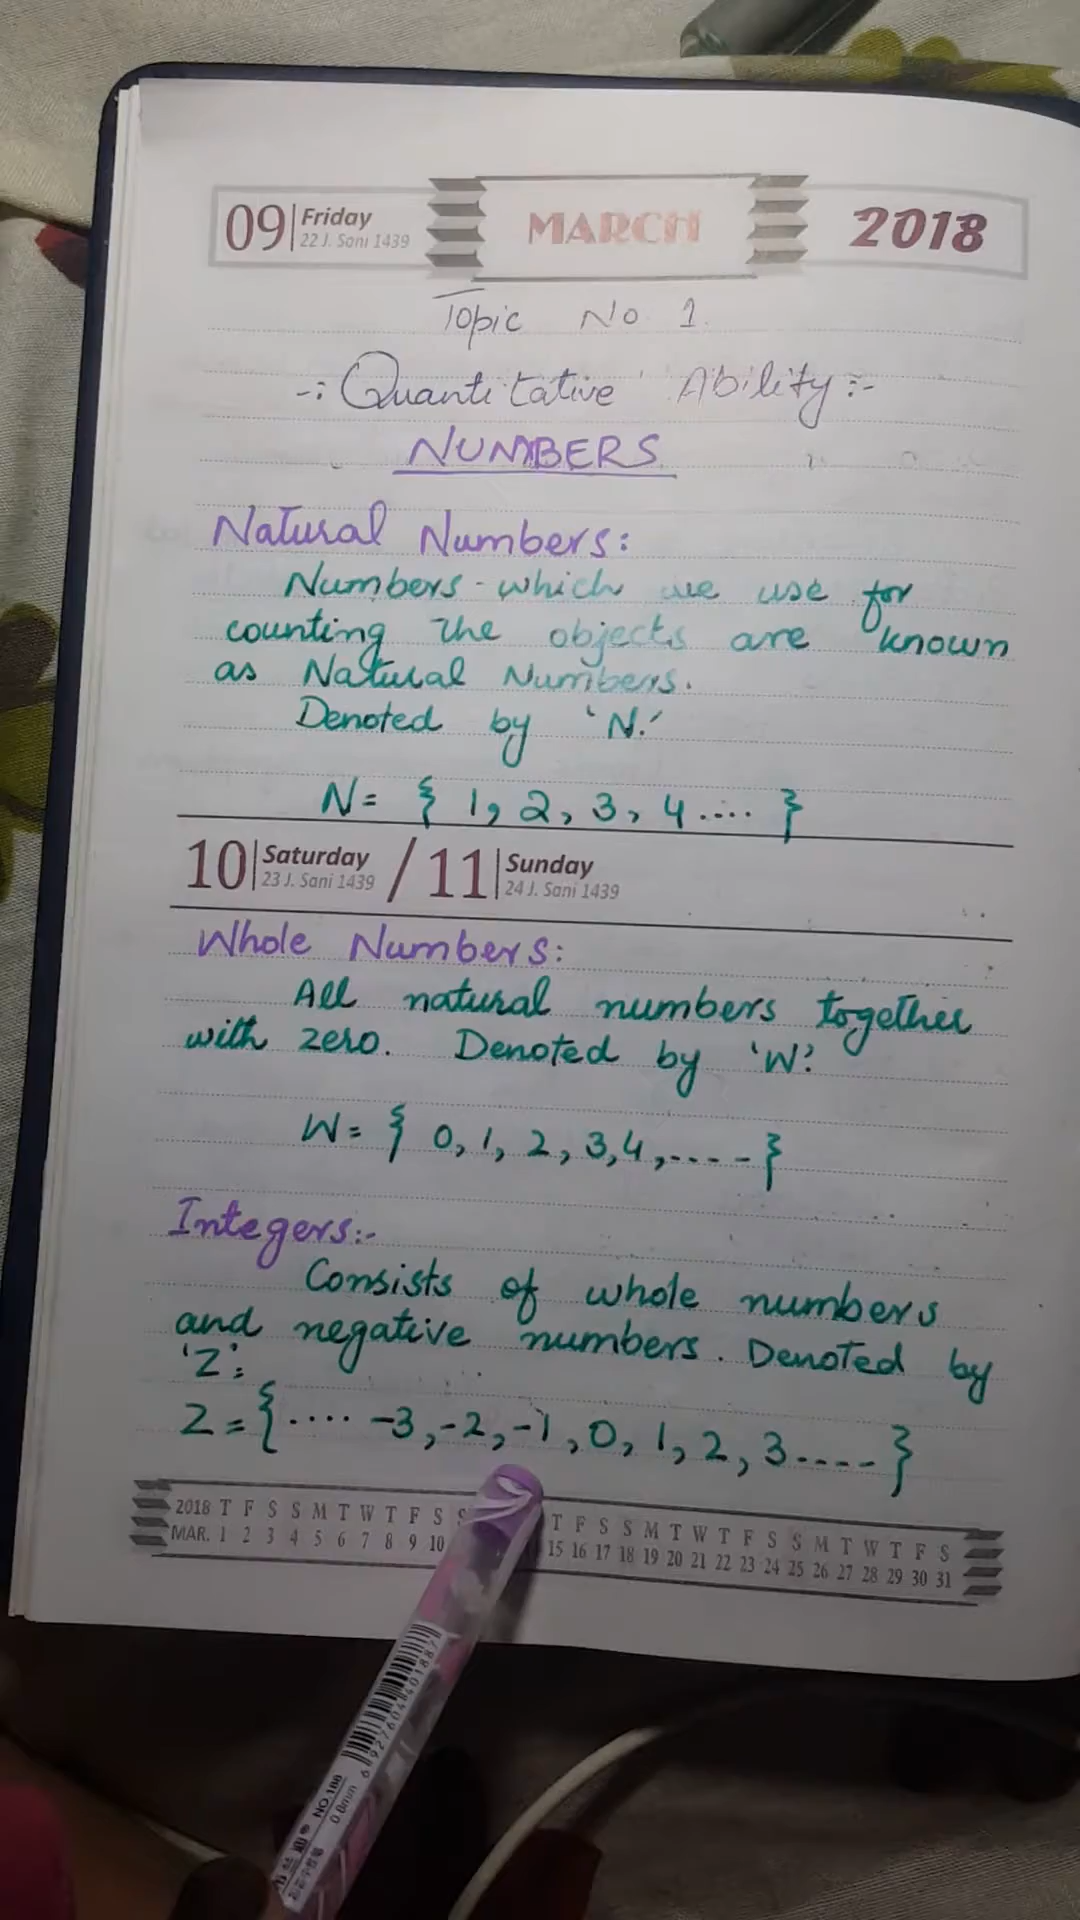 09 Friday 22 J. Sani 1439 MARCH 2018
Topic No 1.
-: Quantitative Ability :-
NUMBERS
Natural Numbers:
Numbers which we use for
counting the objects are known
as Natural Numbers.
Denoted by 'N.'
N= { 1, 2, 3, 4.... }
10 Saturday 23 J. Sani 1439 / 11 Sunday 24 J. Sani 1439
Whole Numbers:
All natural numbers together
with zero. Denoted by 'W'.
W= { 0, 1, 2, 3,4,.....}
Integers:-
Consists of whole numbers
and negative numbers. Denoted by
'Z':
Z={.... -3,-2,-1,0,1,2,3.....}
2018 T F S S M T W T F S S T F S S M T W T F S S M T W T F S
MAR. 1 2 3 4 5 6 7 8 9 10 15 16 17 18 19 20 21 22 23 24 25 26 27 28 29 30 31
NO.188
0.8mm